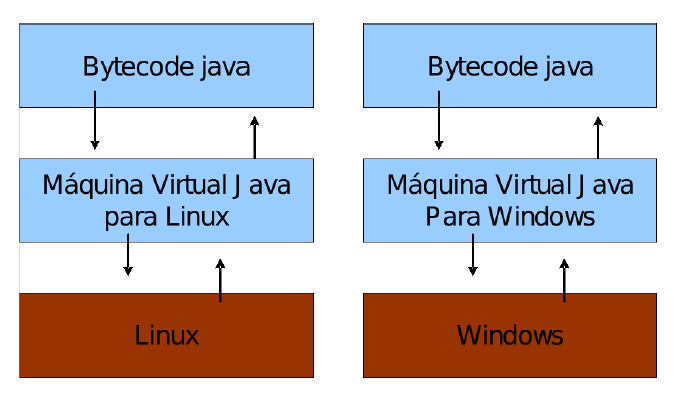 Bytecode java
Bytecode java
Máquina Virtual Java
para Linux
Máquina Virtual Java
Para Windows
Linux
Windows